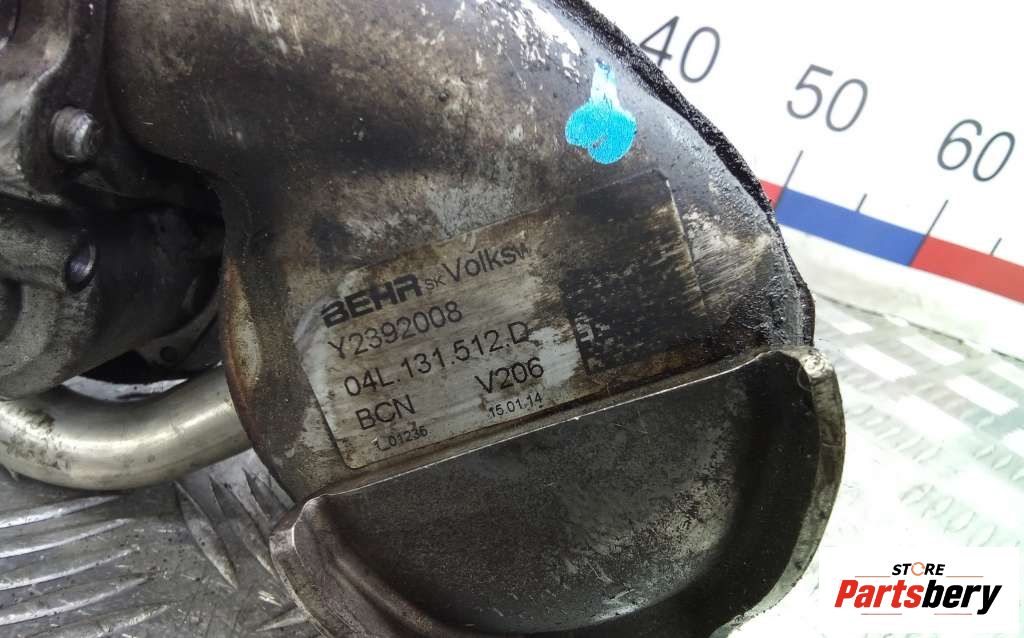 40 50 60
BEHR SK Volksw
Y2392008
04L.131.512.D
BCN V206
L01236 15.01.14
STORE
Partsbery